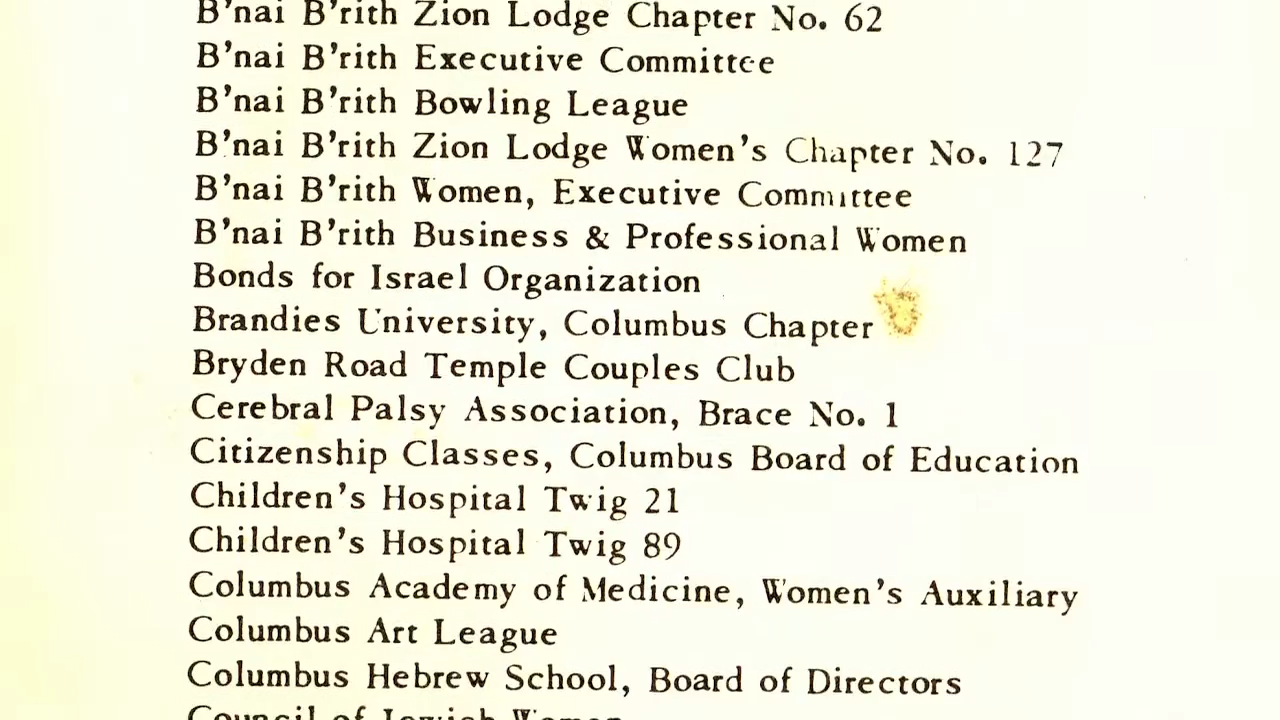 B'nai B'rith Zion Lodge Chapter No. 62
B'nai B'rith Executive Committee
B'nai B'rith Bowling League
B'nai B'rith Zion Lodge Women's Chapter No. 127
B'nai B'rith Women, Executive Committee
B'nai B'rith Business & Professional Women
Bonds for Israel Organization
Brandies University, Columbus Chapter
Bryden Road Temple Couples Club
Cerebral Palsy Association, Brace No. 1
Citizenship Classes, Columbus Board of Education
Children's Hospital Twig 21
Children's Hospital Twig 89
Columbus Academy of Medicine, Women's Auxiliary
Columbus Art League
Columbus Hebrew School, Board of Directors
Council of Jewish Women